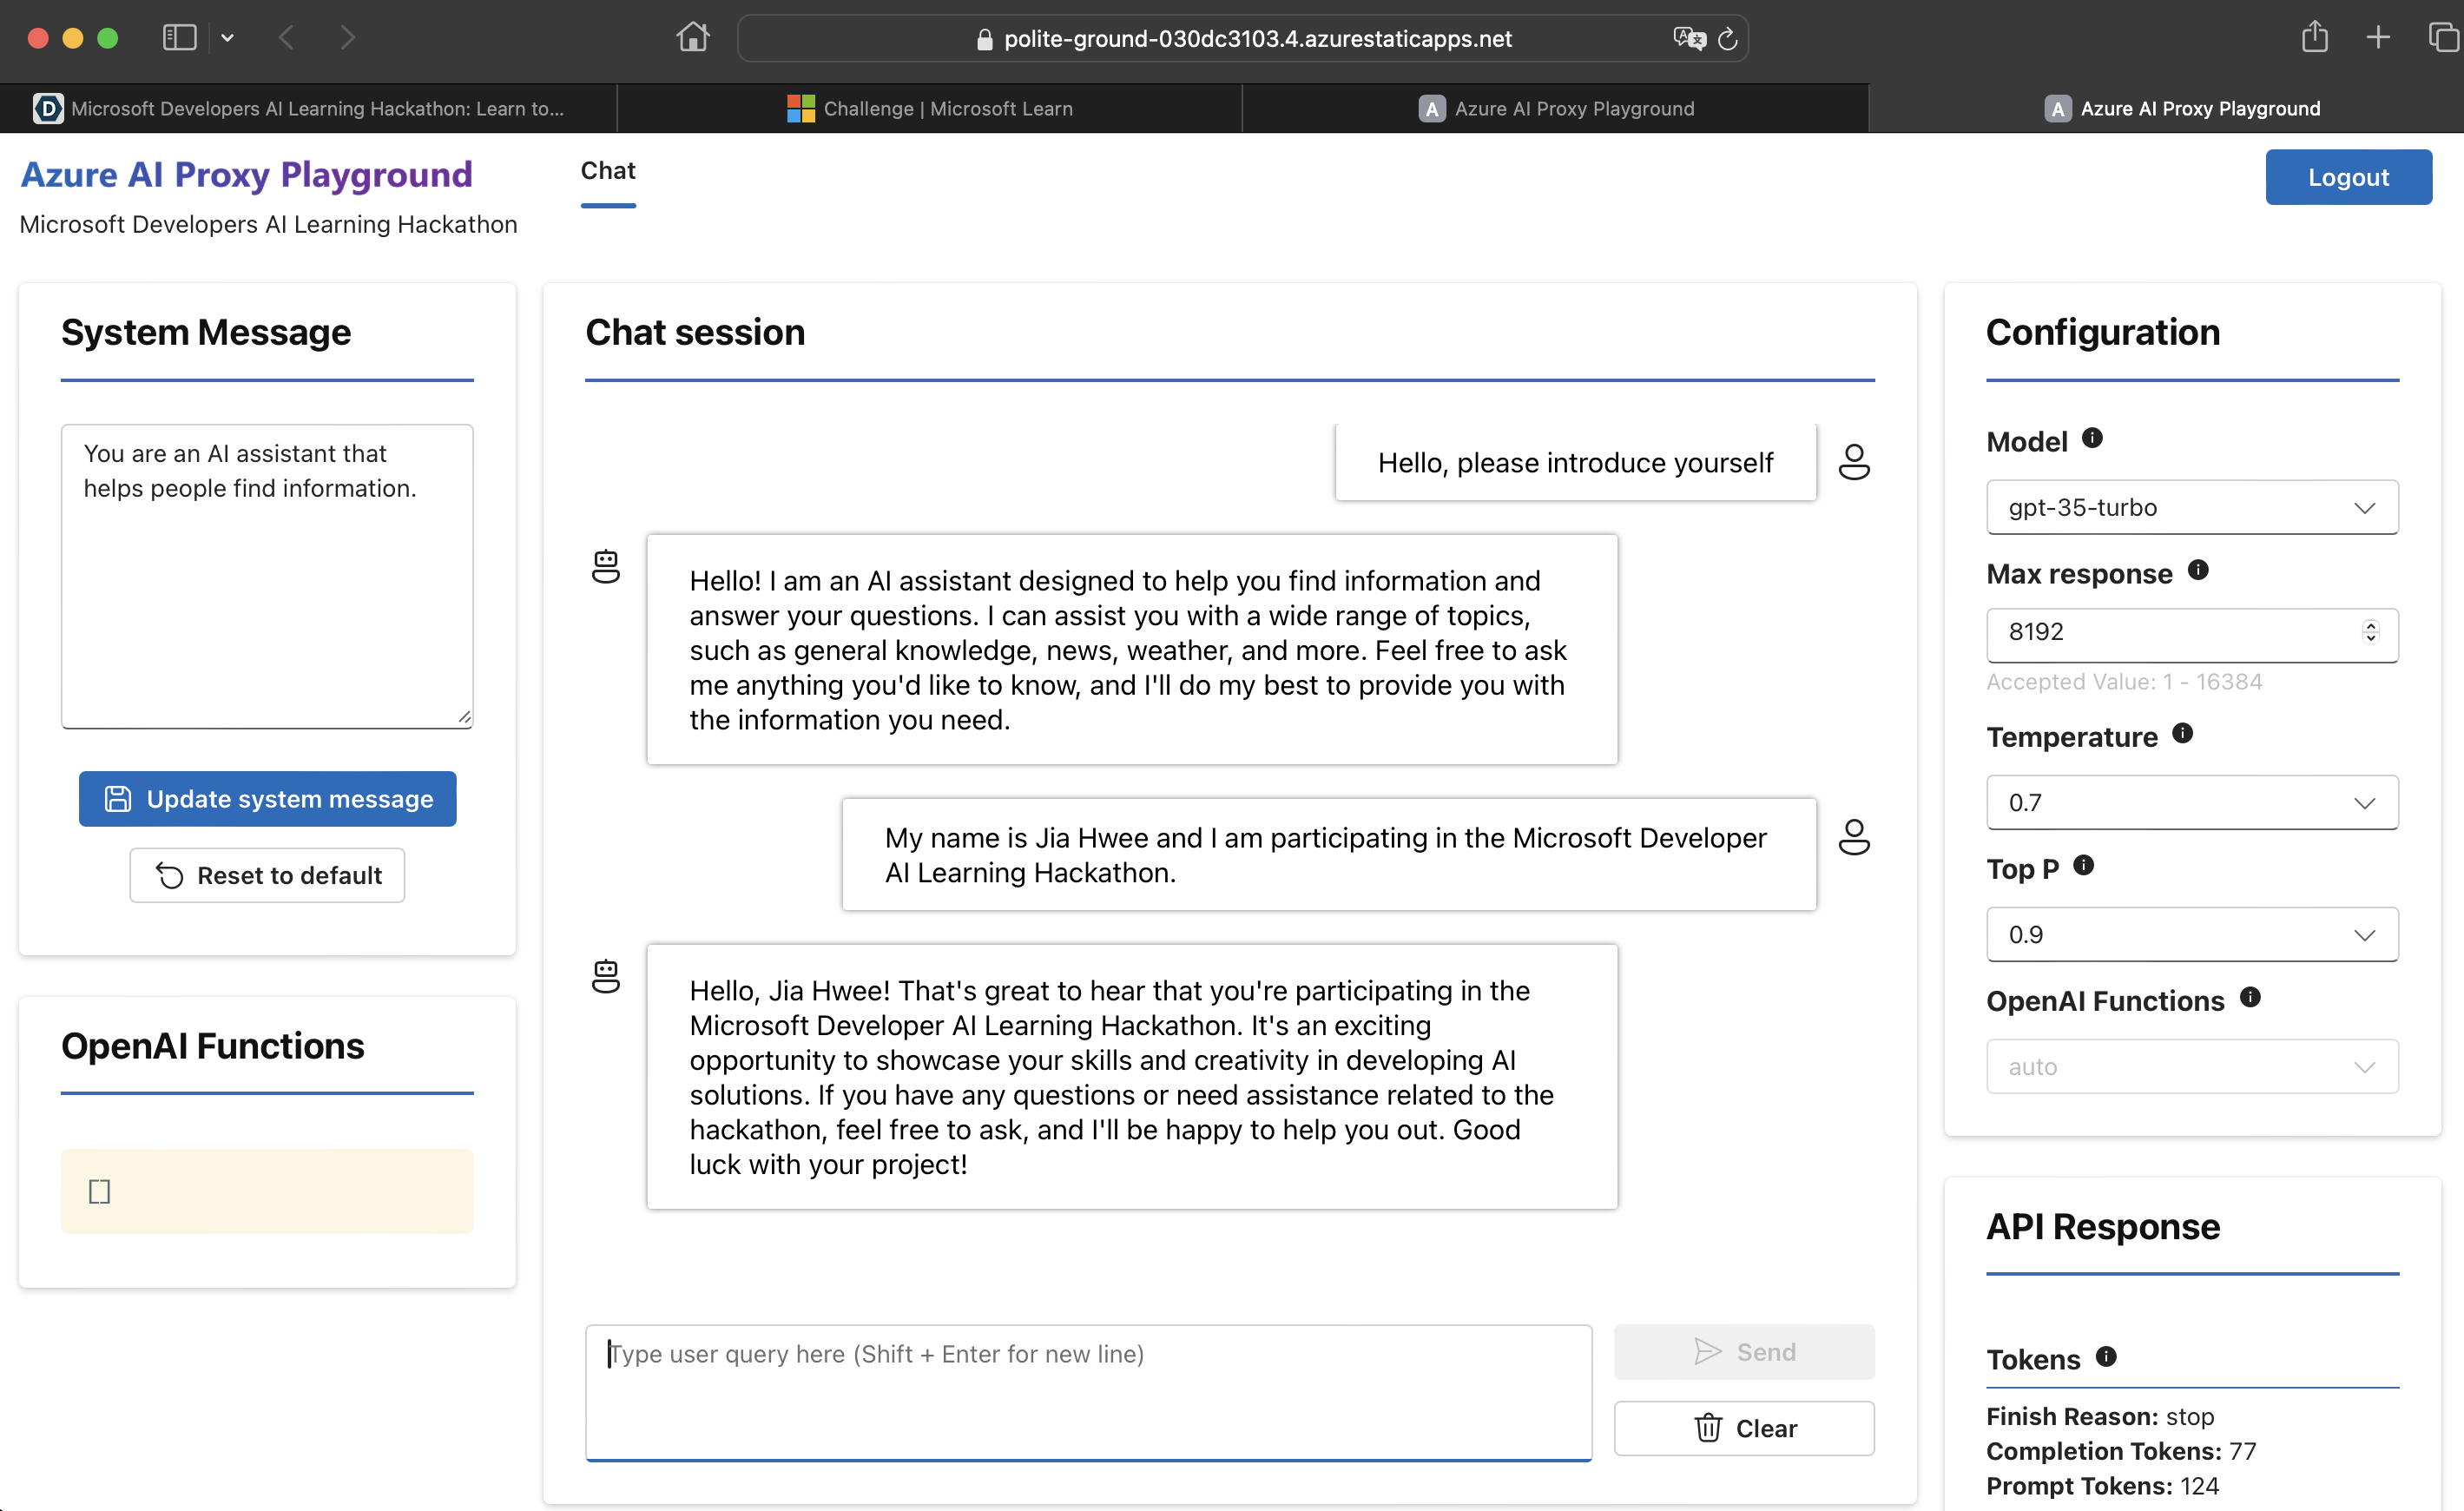 polite-ground-030dc3103.4.azurestaticapps.net
D Microsoft Developers AI Learning Hackathon: Learn to...
Challenge | Microsoft Learn
A Azure AI Proxy Playground
A Azure AI Proxy Playground
Azure AI Proxy Playground
Microsoft Developers AI Learning Hackathon
Chat
Logout
System Message
You are an AI assistant that
helps people find information.
Update system message
Reset to default
OpenAI Functions
[]
Chat session
Hello, please introduce yourself
Hello! I am an AI assistant designed to help you find information and
answer your questions. I can assist you with a wide range of topics,
such as general knowledge, news, weather, and more. Feel free to ask
me anything you'd like to know, and I'll do my best to provide you with
the information you need.
My name is Jia Hwee and I am participating in the Microsoft Developer
AI Learning Hackathon.
Hello, Jia Hwee! That's great to hear that you're participating in the
Microsoft Developer AI Learning Hackathon. It's an exciting
opportunity to showcase your skills and creativity in developing AI
solutions. If you have any questions or need assistance related to the
hackathon, feel free to ask, and I'll be happy to help you out. Good
luck with your project!
Type user query here (Shift + Enter for new line)
Send
Clear
Configuration
Model
gpt-35-turbo
Max response
8192
Accepted Value: 1 - 16384
Temperature
0.7
Top P
0.9
OpenAI Functions
auto
API Response
Tokens
Finish Reason: stop
Completion Tokens: 77
Prompt Tokens: 124